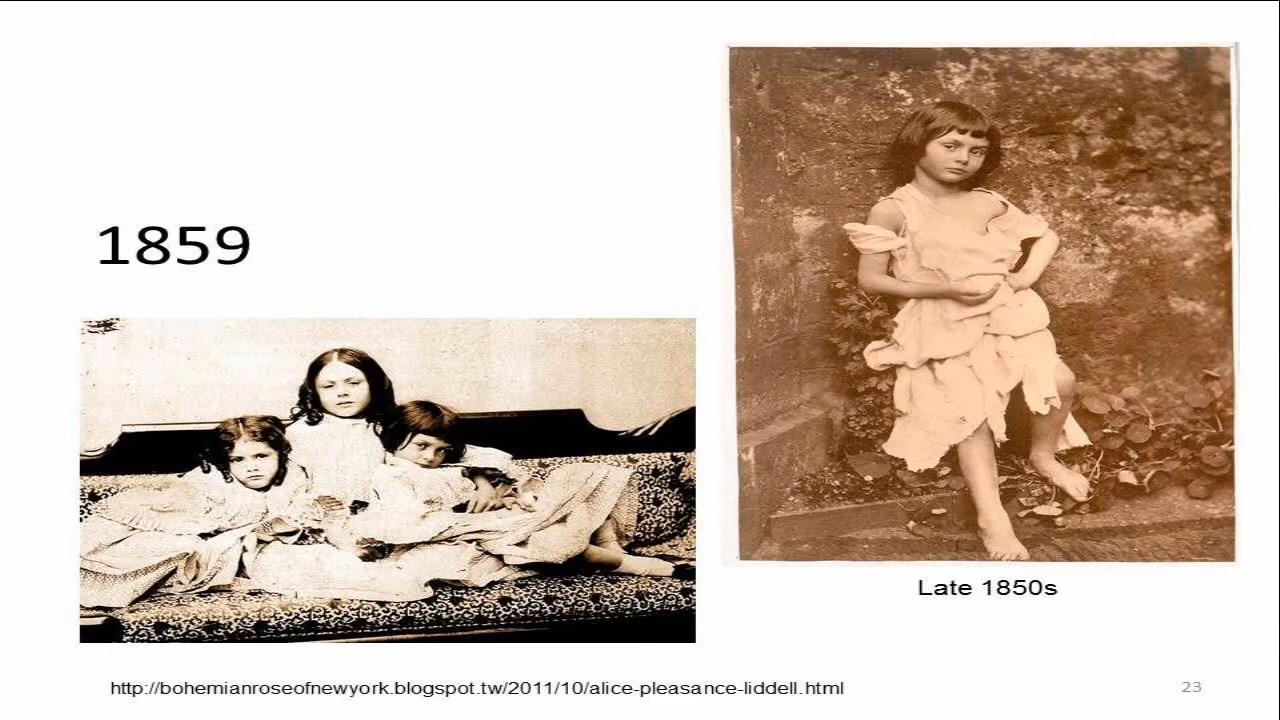 1859
Late 1850s
http://bohemianroseofnewyork.blogspot.tw/2011/10/alice-pleasance-liddell.html
23